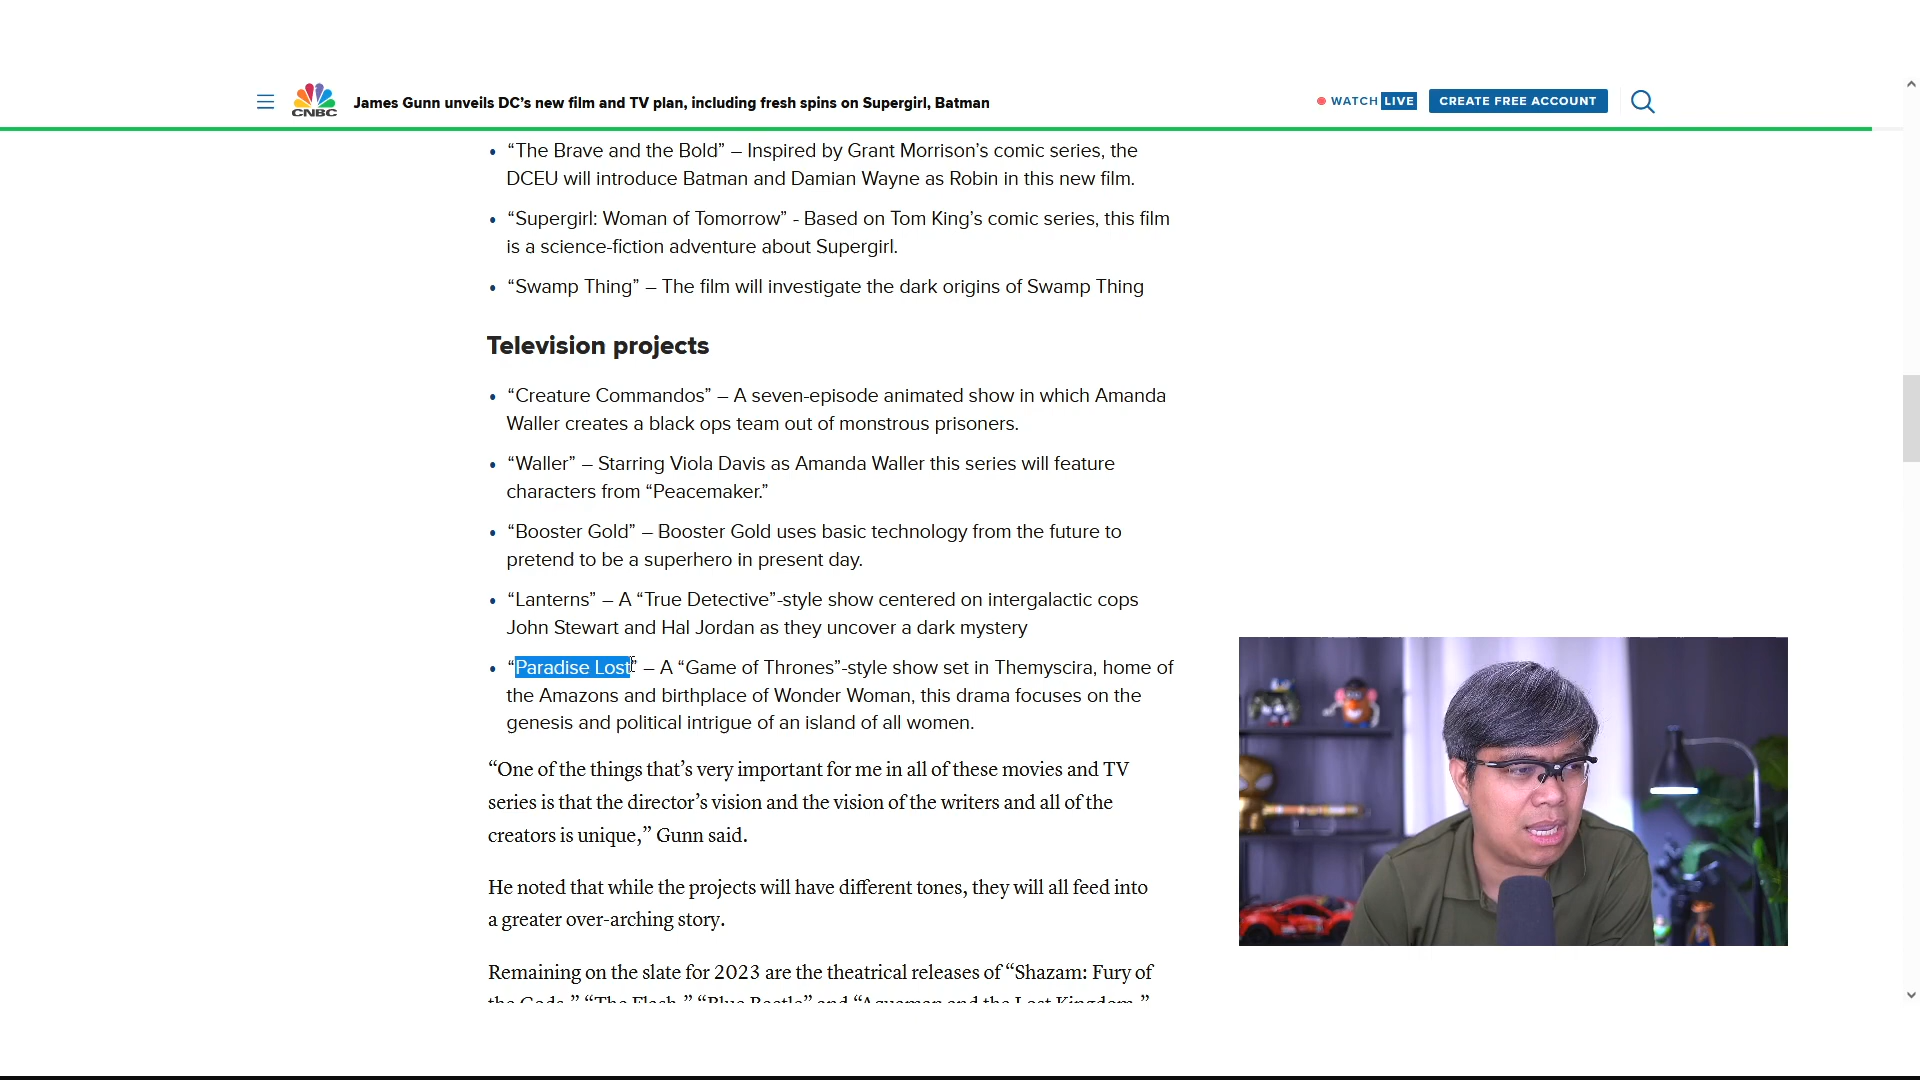 CNBC
James Gunn unveils DC’s new film and TV plan, including fresh spins on Supergirl, Batman
WATCH LIVE
CREATE FREE ACCOUNT
• “The Brave and the Bold” – Inspired by Grant Morrison’s comic series, the
DCEU will introduce Batman and Damian Wayne as Robin in this new film.
• “Supergirl: Woman of Tomorrow” - Based on Tom King’s comic series, this film
is a science-fiction adventure about Supergirl.
• “Swamp Thing” – The film will investigate the dark origins of Swamp Thing
Television projects
• “Creature Commandos” – A seven-episode animated show in which Amanda
Waller creates a black ops team out of monstrous prisoners.
• “Waller” – Starring Viola Davis as Amanda Waller this series will feature
characters from “Peacemaker.”
• “Booster Gold” – Booster Gold uses basic technology from the future to
pretend to be a superhero in present day.
• “Lanterns” – A “True Detective”-style show centered on intergalactic cops
John Stewart and Hal Jordan as they uncover a dark mystery
• “Paradise Lost” – A “Game of Thrones”-style show set in Themyscira, home of
the Amazons and birthplace of Wonder Woman, this drama focuses on the
genesis and political intrigue of an island of all women.
“One of the things that’s very important for me in all of these movies and TV
series is that the director’s vision and the vision of the writers and all of the
creators is unique,” Gunn said.
He noted that while the projects will have different tones, they will all feed into
a greater over-arching story.
Remaining on the slate for 2023 are the theatrical releases of “Shazam: Fury of
the Gods,” “The Flash,” “Blue Beetle” and “Aquaman and the Lost Kingdom.”